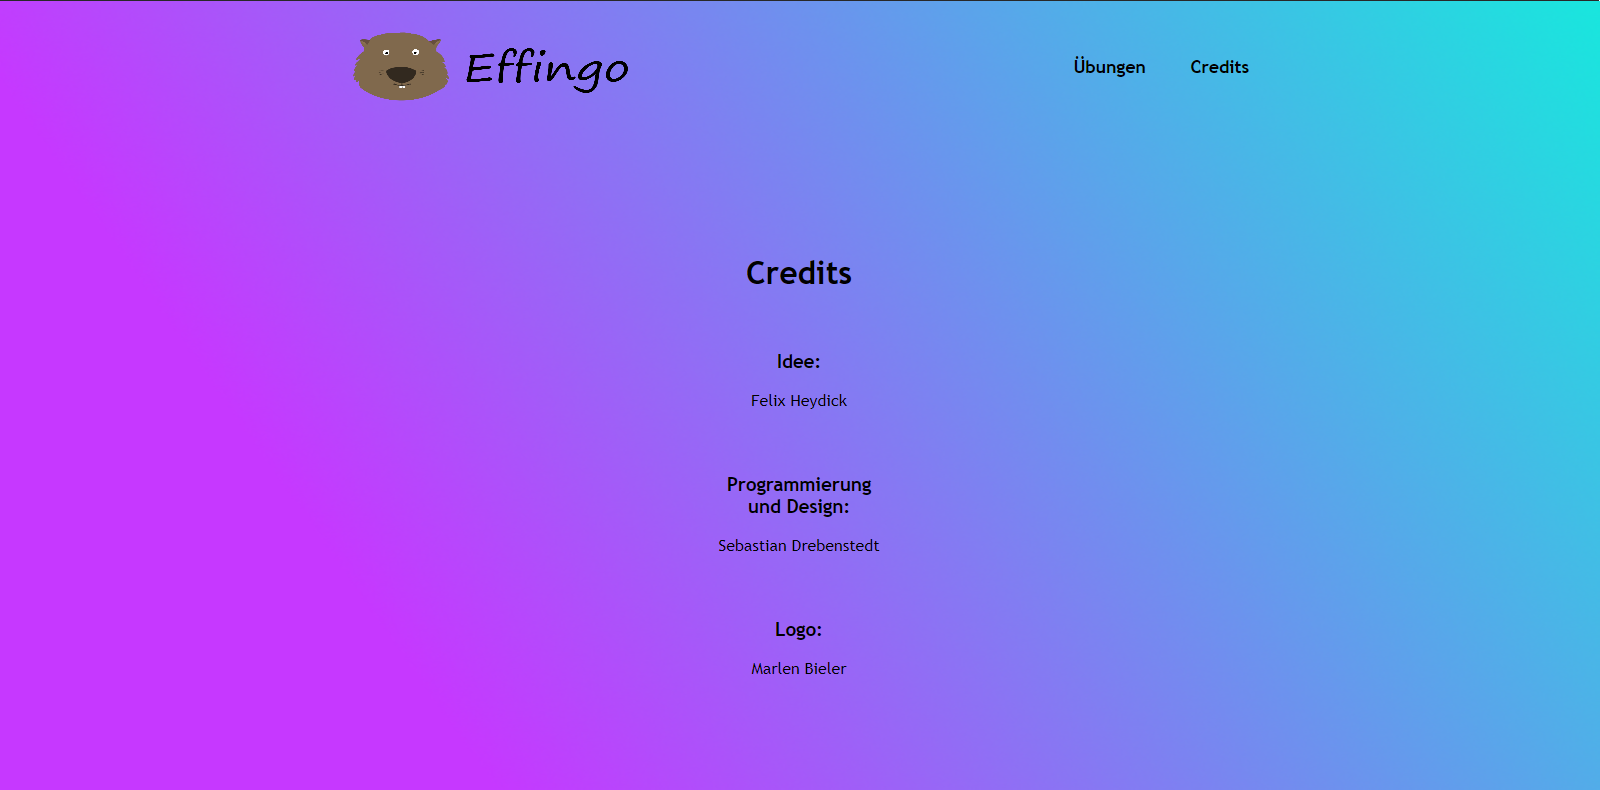 Effingo
Übungen
Credits
Credits
Idee:
Felix Heydick
Programmierung
und Design:
Sebastian Drebenstedt
Logo:
Marlen Bieler